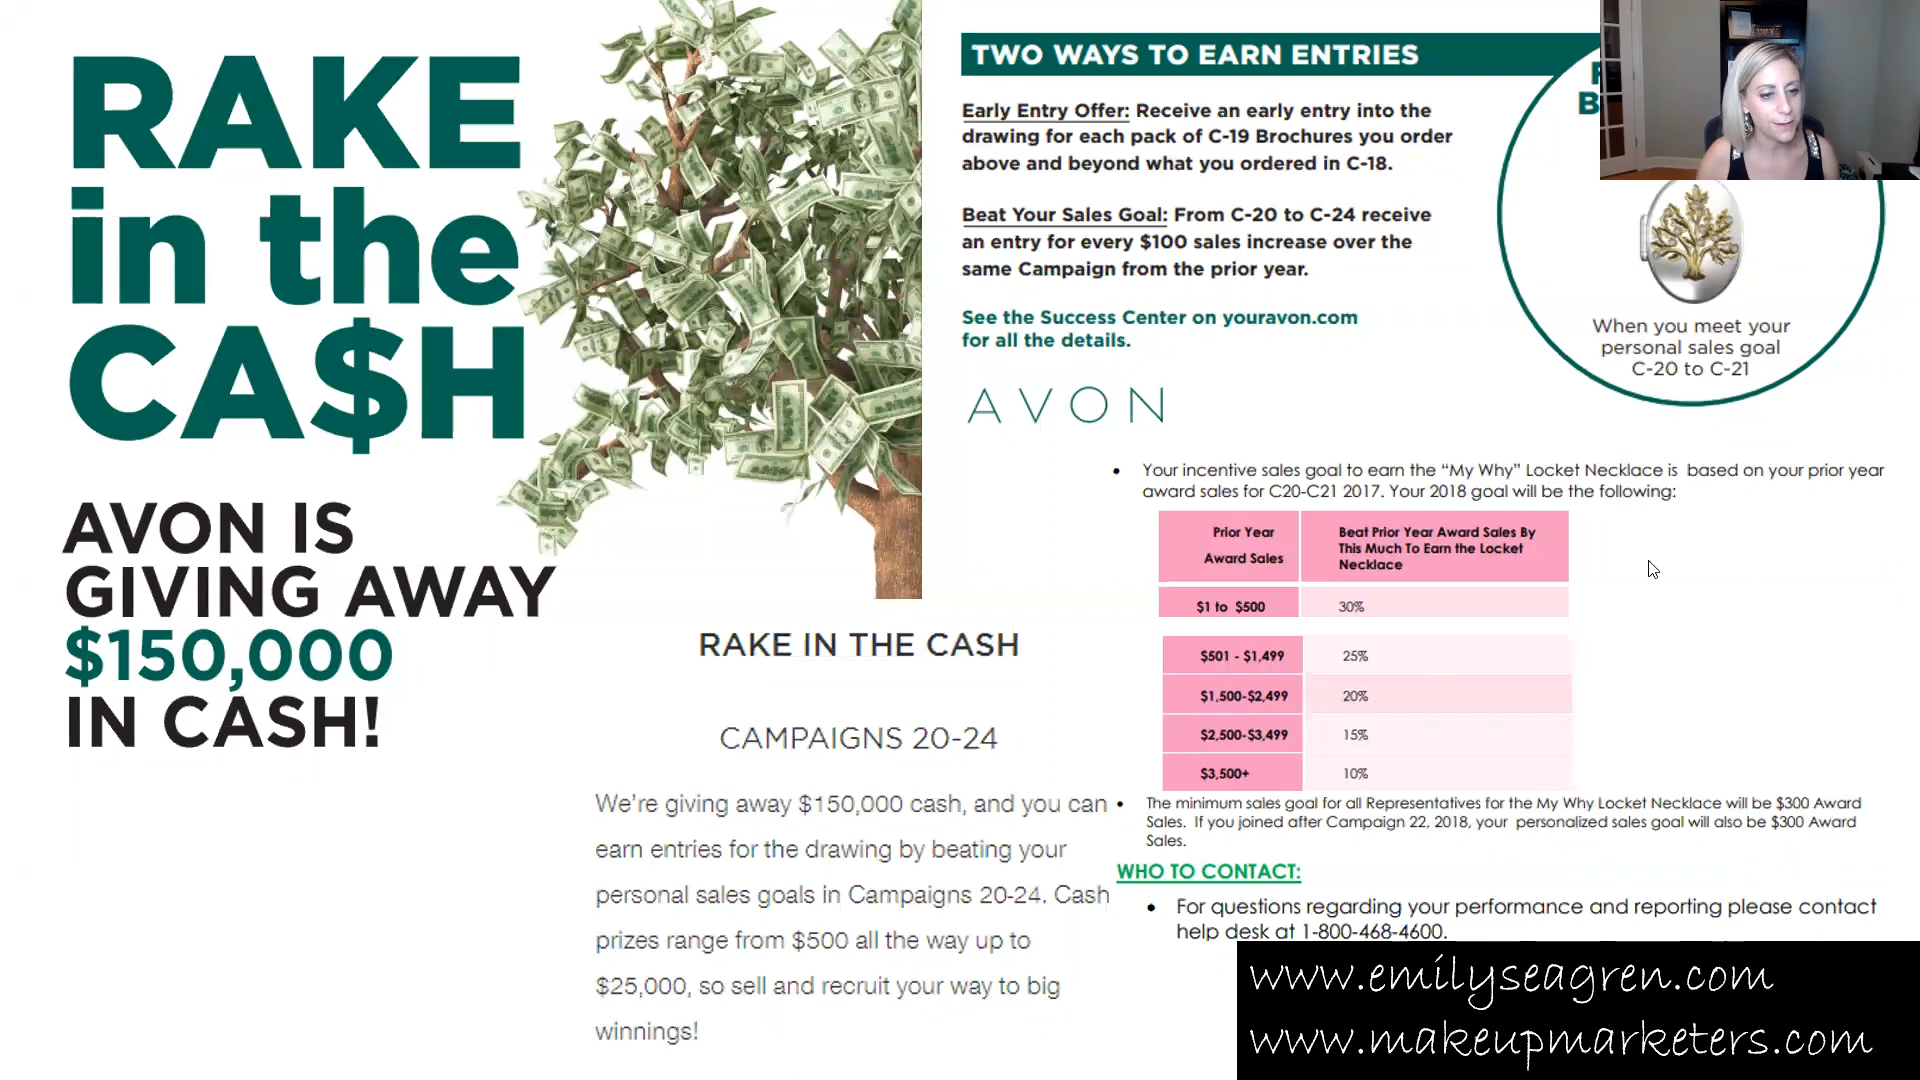 RAKE
in the
CA$H
AVON IS
GIVING AWAY
$150,000
IN CASH!
TWO WAYS TO EARN ENTRIES
Early Entry Offer: Receive an early entry into the
drawing for each pack of C-19 Brochures you order
above and beyond what you ordered in C-18.
Beat Your Sales Goal: From C-20 to C-24 receive
an entry for every $100 sales increase over the
same Campaign from the prior year.
See the Success Center on youravon.com
for all the details.
AVON
When you meet your
personal sales goal
C-20 to C-21
RAKE IN THE CASH
CAMPAIGNS 20-24
We’re giving away $150,000 cash, and you can
earn entries for the drawing by beating your
personal sales goals in Campaigns 20-24. Cash
prizes range from $500 all the way up to
$25,000, so sell and recruit your way to big
winnings!
• Your incentive sales goal to earn the “My Why” Locket Necklace is based on your prior year
award sales for C20-C21 2017. Your 2018 goal will be the following:
Prior Year
Award Sales
Beat Prior Year Award Sales By
This Much To Earn the Locket
Necklace
$1 to $500 30%
$501 - $1,499 25%
$1,500-$2,499 20%
$2,500-$3,499 15%
$3,500+ 10%
• The minimum sales goal for all Representatives for the My Why Locket Necklace will be $300 Award
Sales. If you joined after Campaign 22, 2018, your personalized sales goal will also be $300 Award
Sales.
WHO TO CONTACT:
• For questions regarding your performance and reporting please contact
help desk at 1-800-468-4600.
www.emilyseagren.com
www.makeupmarketers.com